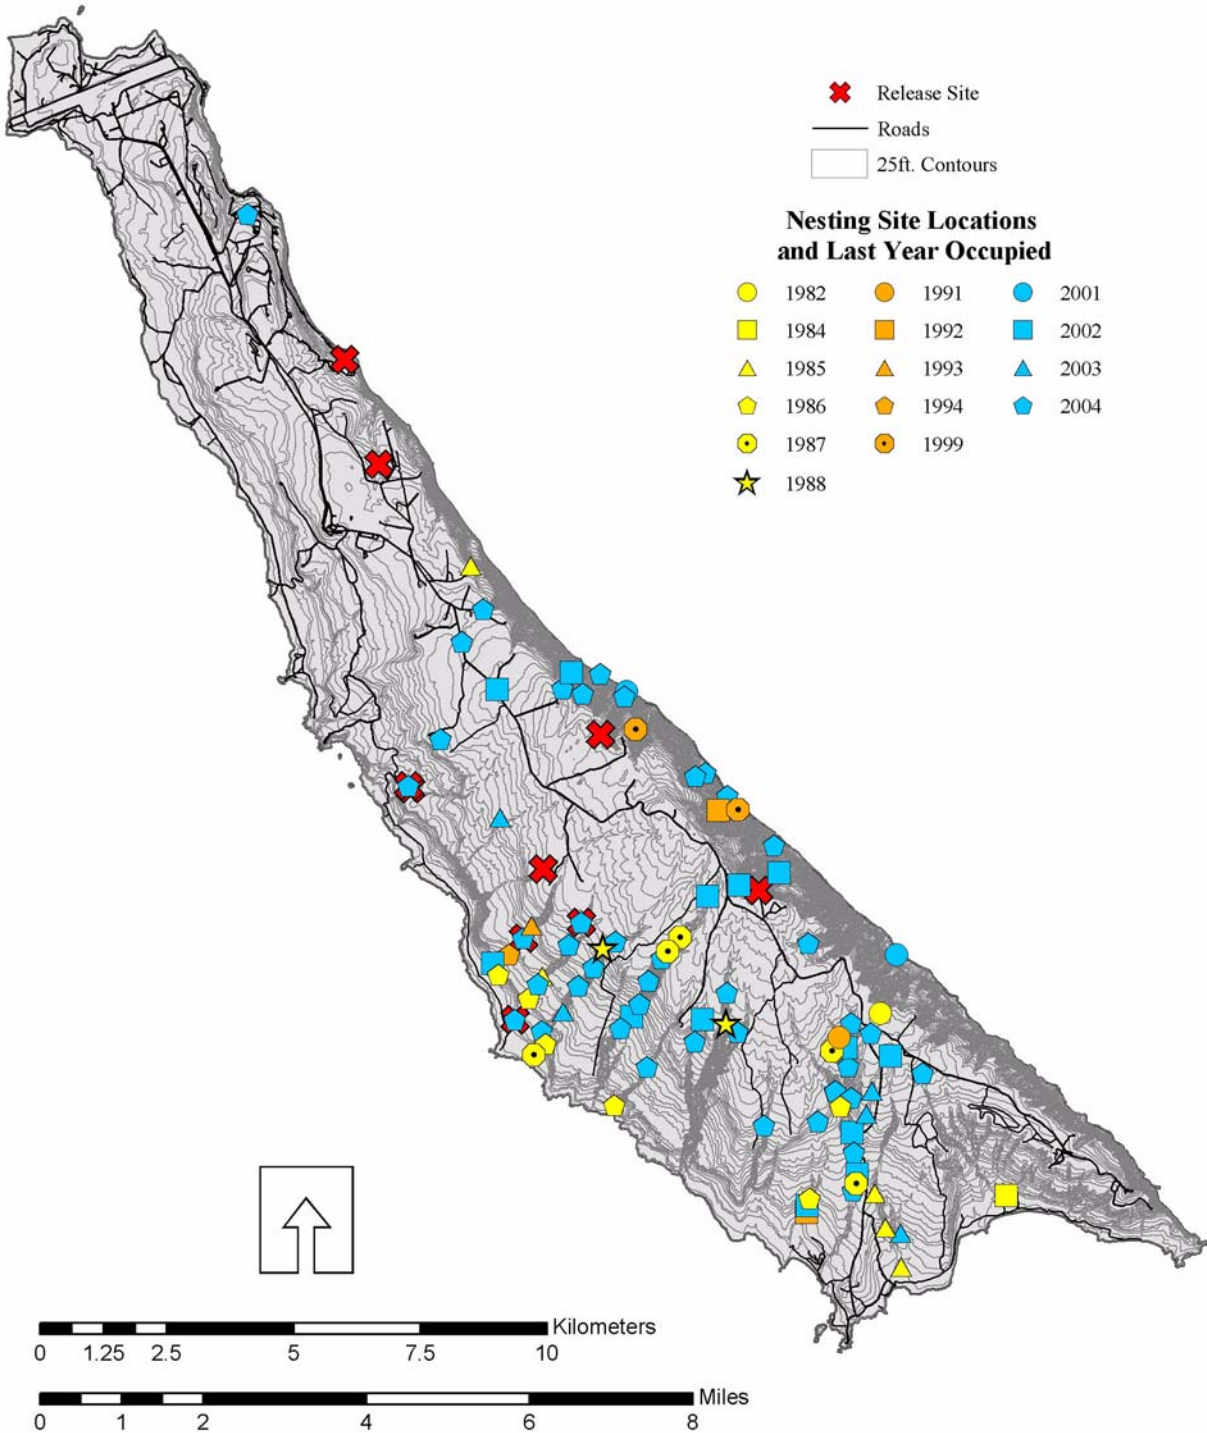 Release Site
Roads
25ft. Contours
Nesting Site Locations
and Last Year Occupied
1982 1991 2001
1984 1992 2002
1985 1993 2003
1986 1994 2004
1987 1999
1988
Kilometers
0 1.25 2.5 5 7.5 10
Miles
0 1 2 4 6 8